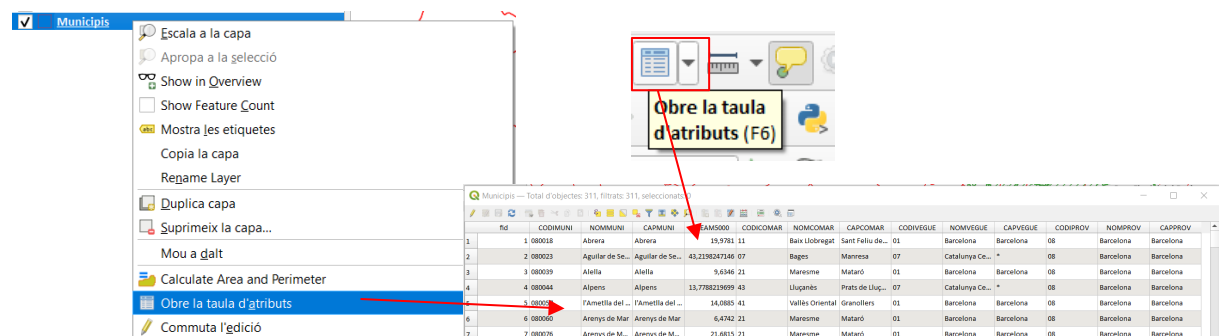 Municipis
Escala a la capa
Apropa a la selecció
Show in Overview
Show Feature Count
Mostra les etiquetes
Copia la capa
Rename Layer
Duplica capa
Suprimeix la capa...
Mou a dalt
Calculate Area and Perimeter
Obre la taula d'atributs
Commuta l'edició
Obre la taula
d'atributs (F6)
Municipis — Total d'objectes: 311, filtrats: 311, seleccionats: 0
fid CODIMUNI NOMMUNI CAPMUNI AM5000 CODICOMAR NOMCOMAR CAPCOMAR CODIVEGUE NOMVEGUE CAPVEGUE CODIPROV NOMPROV CAPPROV
1 1 080018 Abrera Abrera 19,9781 11 Baix Llobregat Sant Feliu de... 01 Barcelona Barcelona 08 Barcelona Barcelona
2 2 080023 Aguilar de Se... Aguilar de Se... 43,2198247146 07 Bages Manresa 07 Catalunya Ce... * 08 Barcelona Barcelona
3 3 080039 Alella Alella 9,6346 21 Maresme Mataró 01 Barcelona Barcelona 08 Barcelona Barcelona
4 4 080044 Alpens Alpens 13,7788219699 43 Lluçanès Prats de Lluç... 07 Catalunya Ce... * 08 Barcelona Barcelona
5 5 l'Ametlla del ... l'Ametlla del ... 14,0885 41 Vallès Oriental Granollers 01 Barcelona Barcelona 08 Barcelona Barcelona
6 6 080060 Arenys de Mar Arenys de Mar 6,4742 21 Maresme Mataró 01 Barcelona Barcelona 08 Barcelona Barcelona
7 7 080076 Arenys de M... Arenys de M... 21,6815 21 Maresme Mataró 01 Barcelona Barcelona 08 Barcelona Barcelona